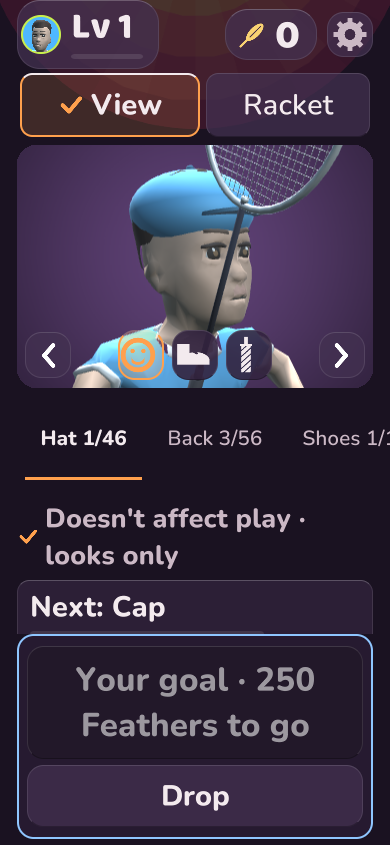 Lv 1
0
View
Racket
Hat 1/46
Back 3/56
Shoes 1/1
Doesn't affect play ·
looks only
Next: Cap
Your goal · 250
Feathers to go
Drop